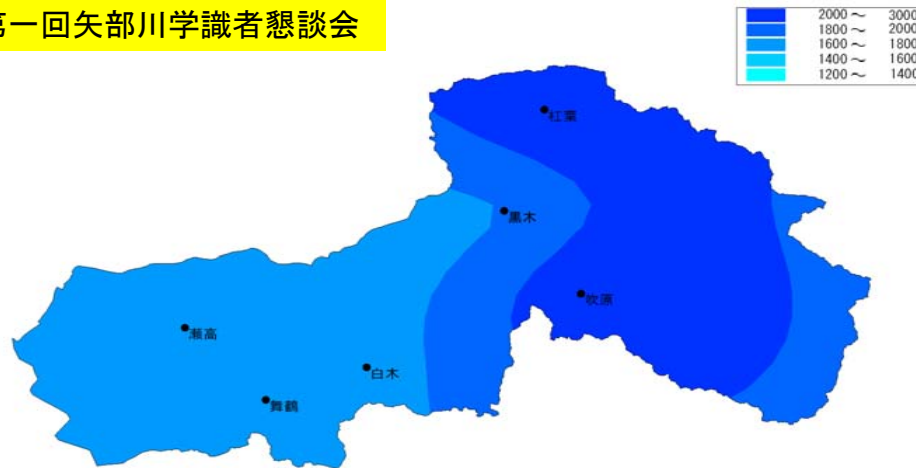 第一回矢部川学識者懇談会
2000～ 3000
1800～ 2000
1600～ 1800
1400～ 1600
1200～ 1400
杠葉
黒木
吹原
瀬高
白木
舞鶴